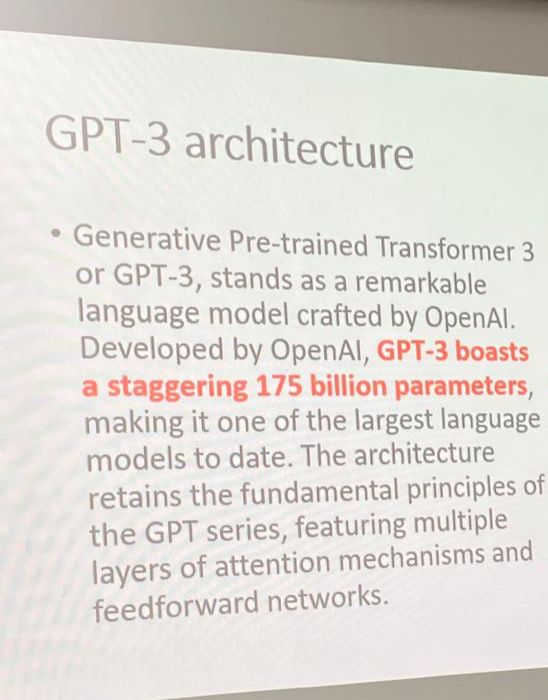 GPT-3 architecture
• Generative Pre-trained Transformer 3
or GPT-3, stands as a remarkable
language model crafted by OpenAI.
Developed by OpenAI, GPT-3 boasts
a staggering 175 billion parameters,
making it one of the largest language
models to date. The architecture
retains the fundamental principles of
the GPT series, featuring multiple
layers of attention mechanisms and
feedforward networks.